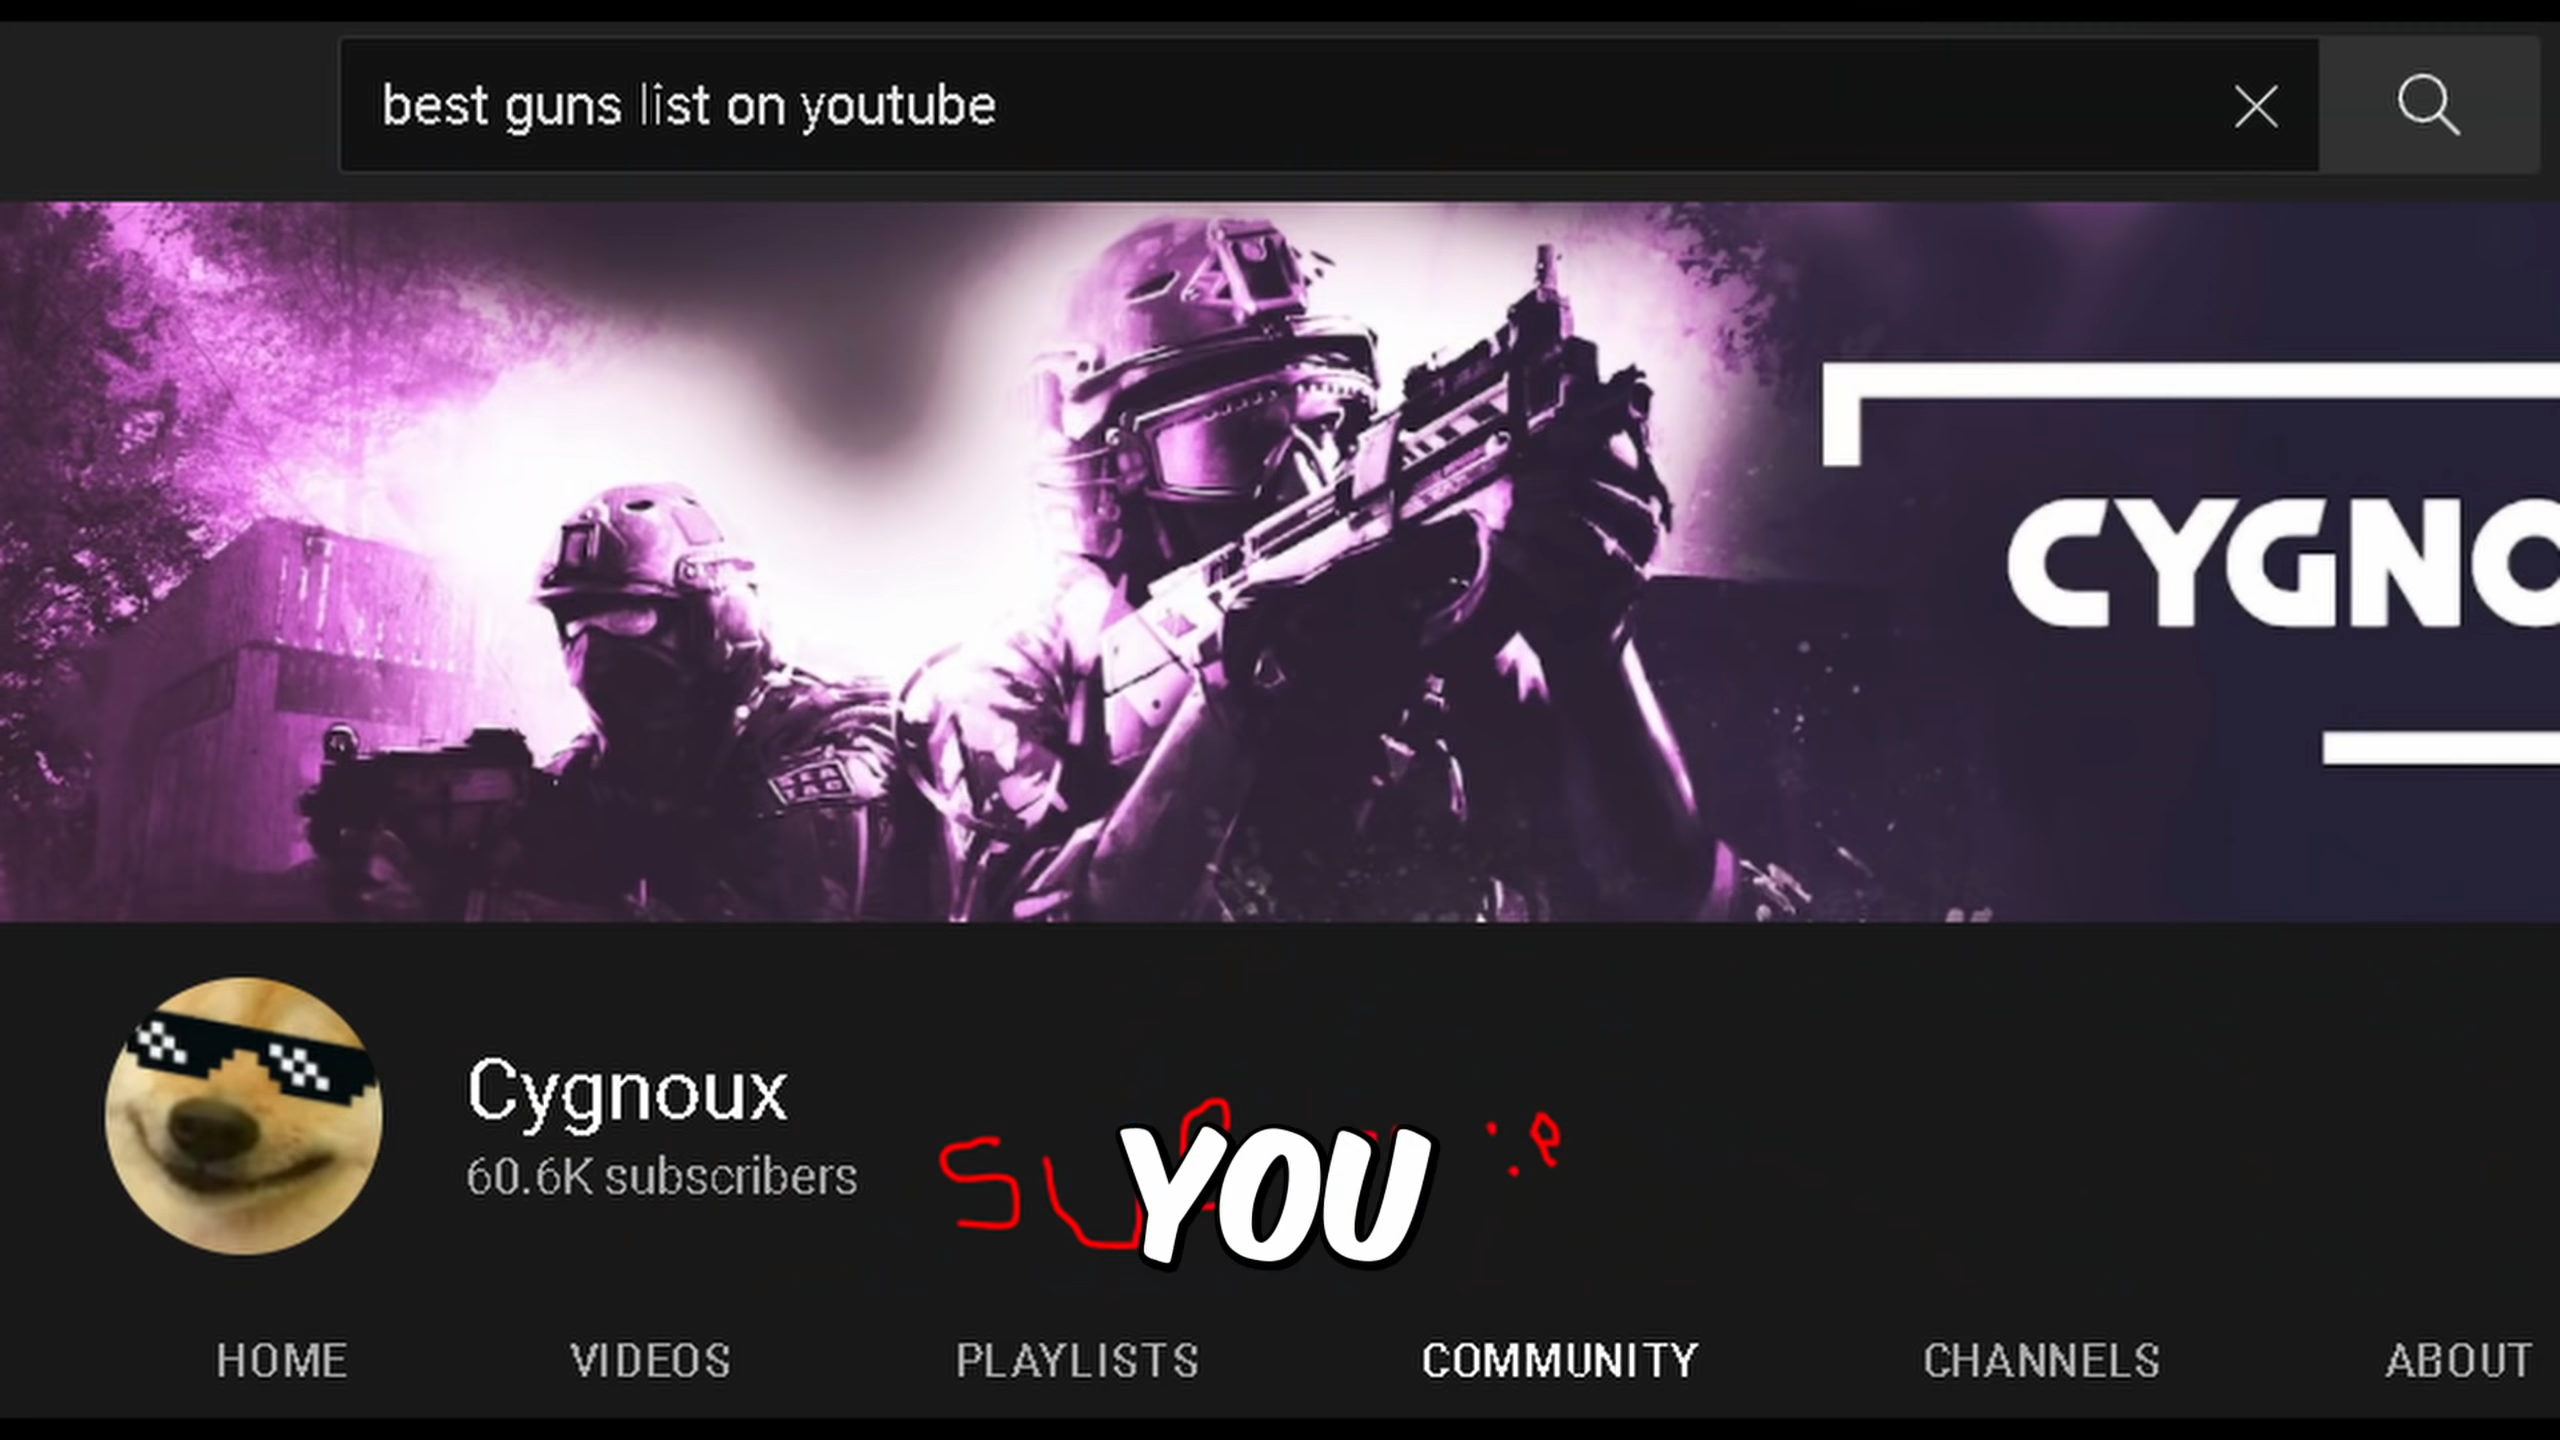 best guns list on youtube
CYGNO
Cygnoux
60.6K subscribers
YOU
HOME VIDEOS PLAYLISTS COMMUNITY CHANNELS ABOUT